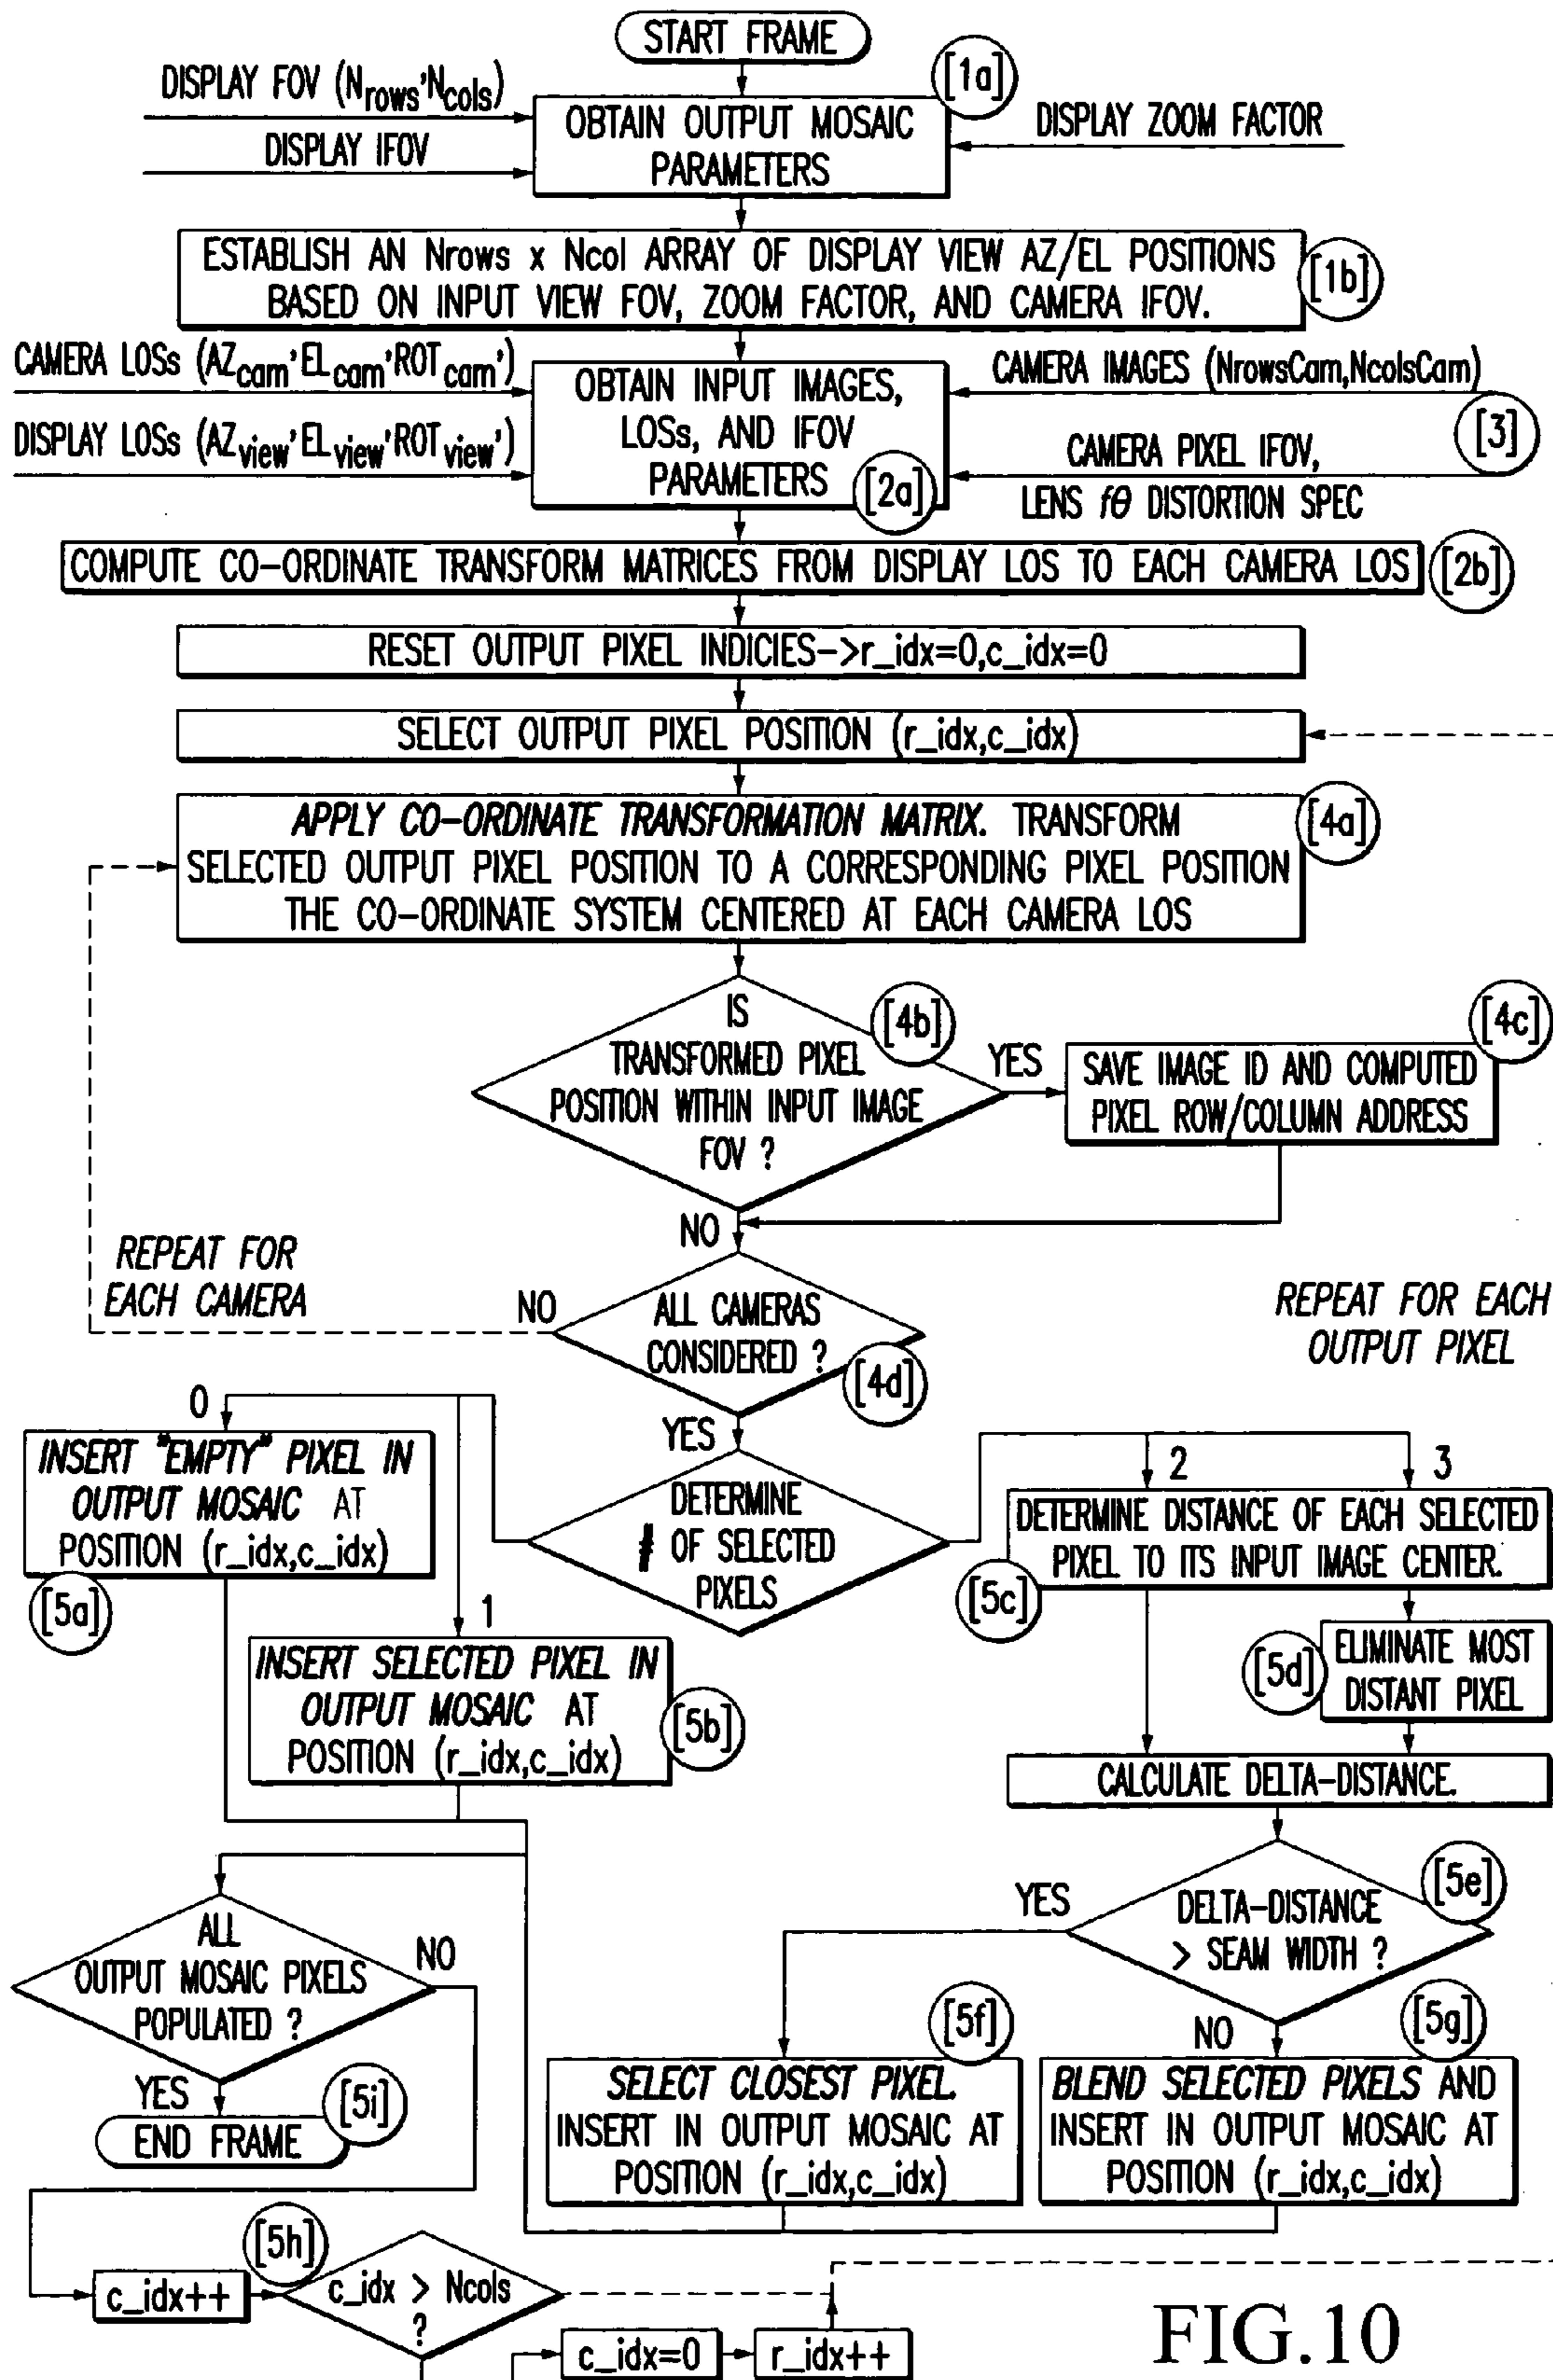 START FRAME
[1a]
DISPLAY FOV (Nrows,Ncols)
DISPLAY IFOV
OBTAIN OUTPUT MOSAIC
PARAMETERS
DISPLAY ZOOM FACTOR
ESTABLISH AN Nrows x Ncol ARRAY OF DISPLAY VIEW AZ/EL POSITIONS
BASED ON INPUT VIEW FOV, ZOOM FACTOR, AND CAMERA IFOV.
[1b]
CAMERA LOSs (AZcam,ELcam,ROTcam,)
DISPLAY LOSs (AZview,ELview,ROTview,)
OBTAIN INPUT IMAGES,
LOSs, AND IFOV
PARAMETERS
[2a]
CAMERA IMAGES (NrowsCam,NcolsCam)
[3]
CAMERA PIXEL IFOV,
LENS fθ DISTORTION SPEC
COMPUTE CO-ORDINATE TRANSFORM MATRICES FROM DISPLAY LOS TO EACH CAMERA LOS
[2b]
RESET OUTPUT PIXEL INDICIES->r_idx=0,c_idx=0
SELECT OUTPUT PIXEL POSITION (r_idx,c_idx)
APPLY CO-ORDINATE TRANSFORMATION MATRIX. TRANSFORM
SELECTED OUTPUT PIXEL POSITION TO A CORRESPONDING PIXEL POSITION
THE CO-ORDINATE SYSTEM CENTERED AT EACH CAMERA LOS
[4a]
IS
TRANSFORMED PIXEL
POSITION WITHIN INPUT IMAGE
FOV ?
[4b]
YES
SAVE IMAGE ID AND COMPUTED
PIXEL ROW/COLUMN ADDRESS
[4c]
NO
REPEAT FOR
EACH CAMERA
NO
ALL CAMERAS
CONSIDERED ?
[4d]
REPEAT FOR EACH
OUTPUT PIXEL
YES
0
INSERT "EMPTY" PIXEL IN
OUTPUT MOSAIC AT
POSITION (r_idx,c_idx)
[5a]
DETERMINE
# OF SELECTED
PIXELS
2
3
DETERMINE DISTANCE OF EACH SELECTED
PIXEL TO ITS INPUT IMAGE CENTER.
[5c]
1
INSERT SELECTED PIXEL IN
OUTPUT MOSAIC AT
POSITION (r_idx,c_idx)
[5b]
[5d]
ELIMINATE MOST
DISTANT PIXEL
CALCULATE DELTA-DISTANCE.
[5e]
YES
DELTA-DISTANCE
> SEAM WIDTH ?
ALL
OUTPUT MOSAIC PIXELS
POPULATED ?
NO
YES
[5i]
END FRAME
[5f]
SELECT CLOSEST PIXEL.
INSERT IN OUTPUT MOSAIC AT
POSITION (r_idx,c_idx)
NO
[5g]
BLEND SELECTED PIXELS AND
INSERT IN OUTPUT MOSAIC AT
POSITION (r_idx,c_idx)
[5h]
c_idx++
c_idx > Ncols
?
c_idx=0
r_idx++
FIG.10